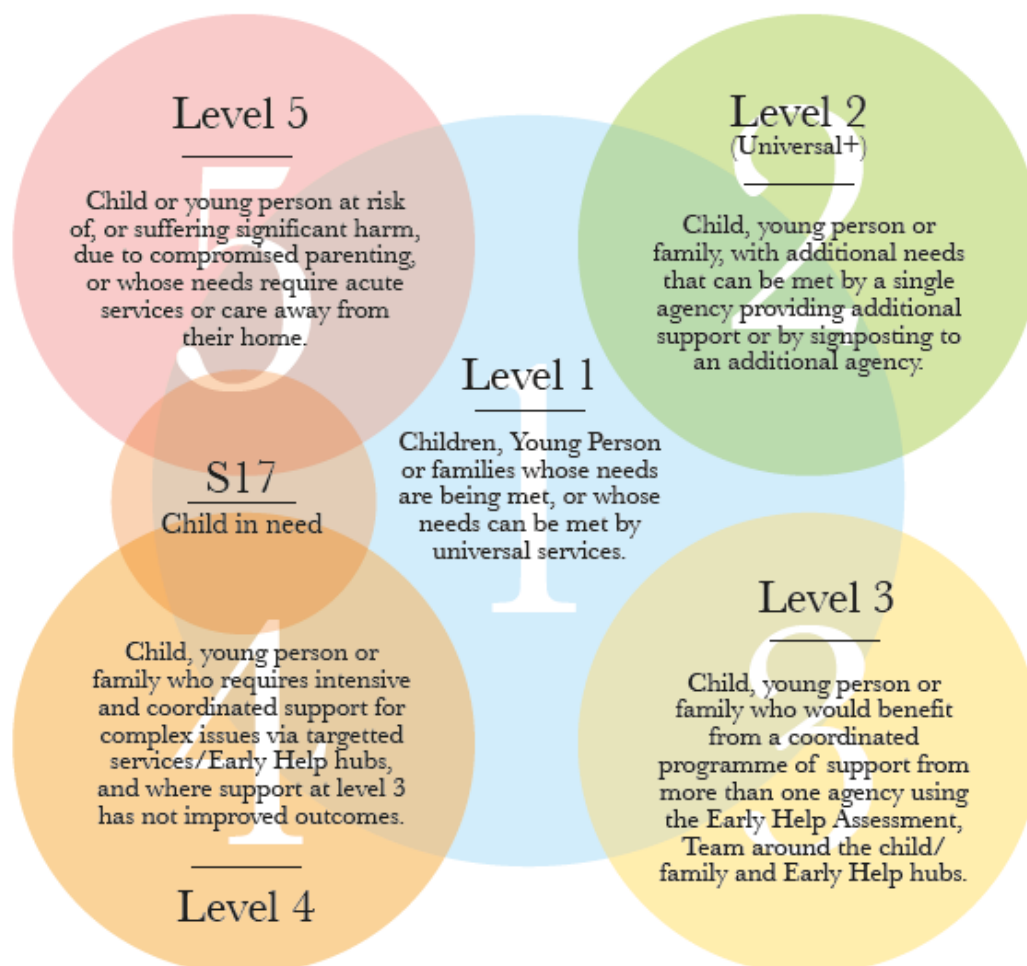 Level 5
Child or young person at risk
of, or suffering significant harm,
due to compromised parenting,
or whose needs require acute
services or care away from
their home.
5
Level 2
(Universal+)
Child, young person or
family, with additional needs
that can be met by a single
agency providing additional
support or by signposting to
an additional agency.
2
Level 1
Children, Young Person
or families whose needs
are being met, or whose
needs can be met by
universal services.
1
S17
Child in need
Child, young person or
family who requires intensive
and coordinated support for
complex issues via targetted
services/Early Help hubs,
and where support at level 3
has not improved outcomes.
Level 4
4
Level 3
Child, young person or
family who would benefit
from a coordinated
programme of support from
more than one agency using
the Early Help Assessment,
Team around the child/
family and Early Help hubs.
3